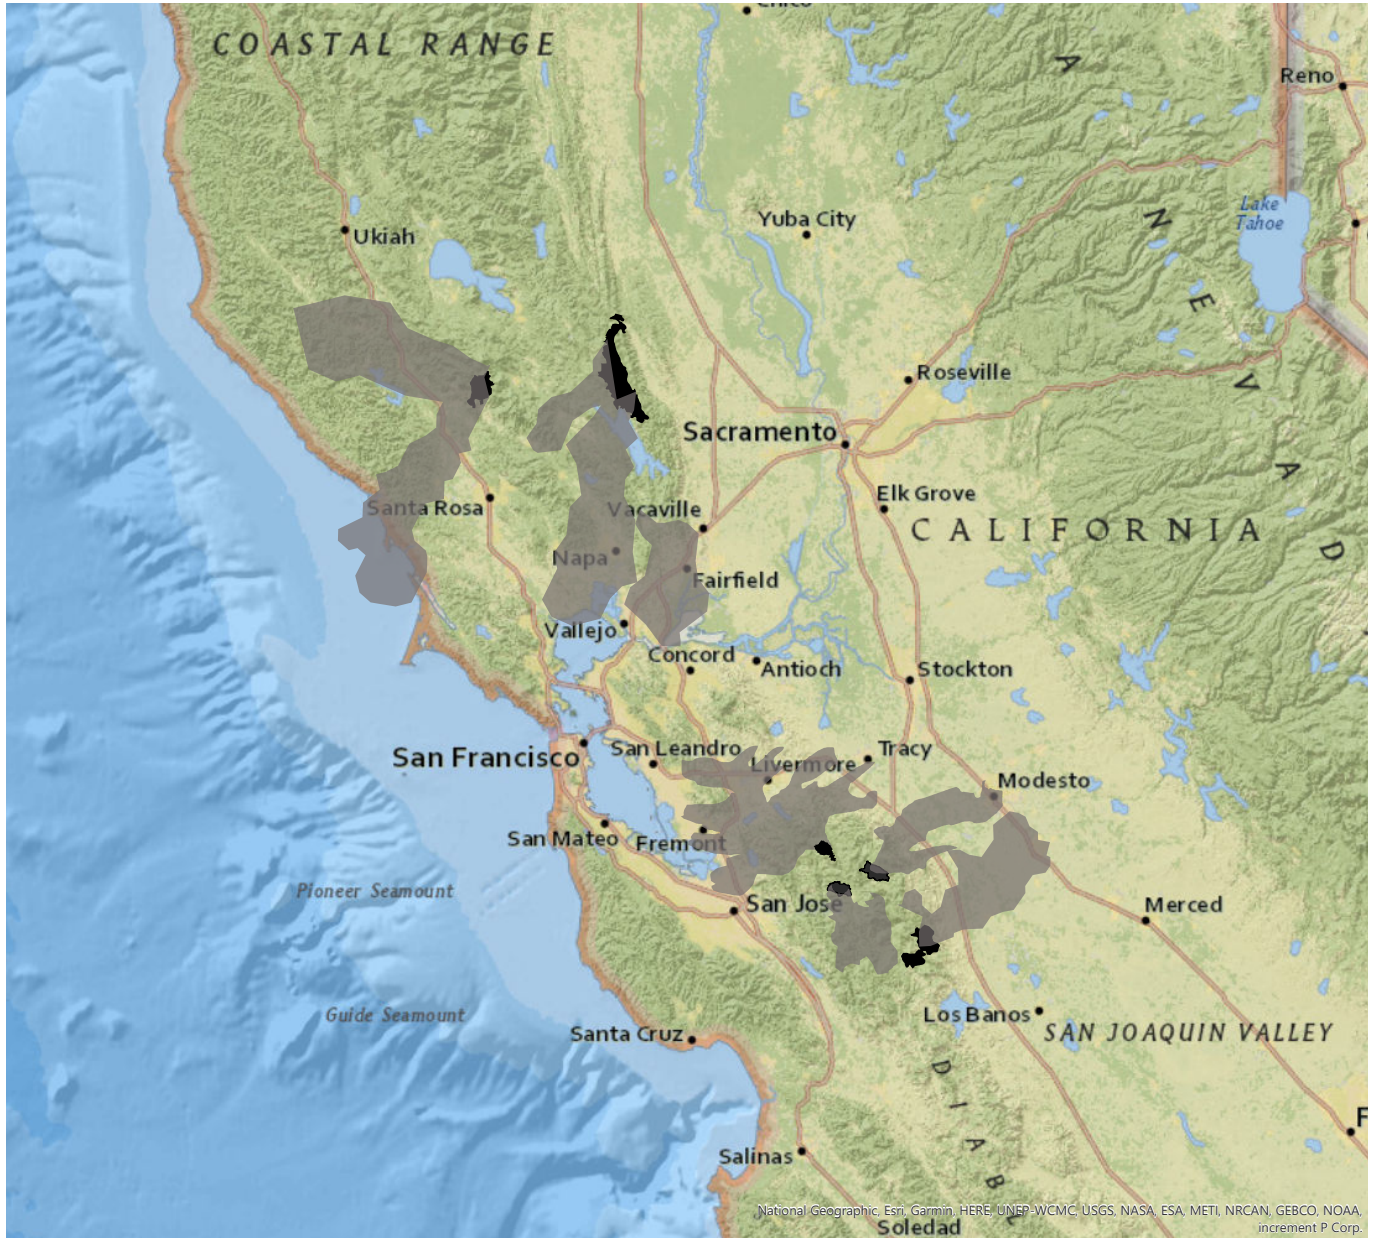 Chico
COASTAL RANGE
A
Reno
Lake
Tahoe
N
Yuba City
Ukiah
E
V
Roseville
Sacramento
A
Elk Grove
Santa Rosa
Vacaville
CALIFORNIA
D
Napa
Fairfield
Vallejo
Concord
Antioch
Stockton
San Francisco
San Leandro
Livermore
Tracy
Modesto
San Mateo
Fremont
Pioneer Seamount
San Jose
Merced
Guide Seamount
Los Banos
SAN JOAQUIN VALLEY
Santa Cruz
D
I
A
B
L
F
Salinas
National Geographic, Esri, Garmin, HERE, UNEP-WCMC, USGS, NASA, ESA, METI, NRCAN, GEBCO, NOAA,
increment P Corp.
Soledad